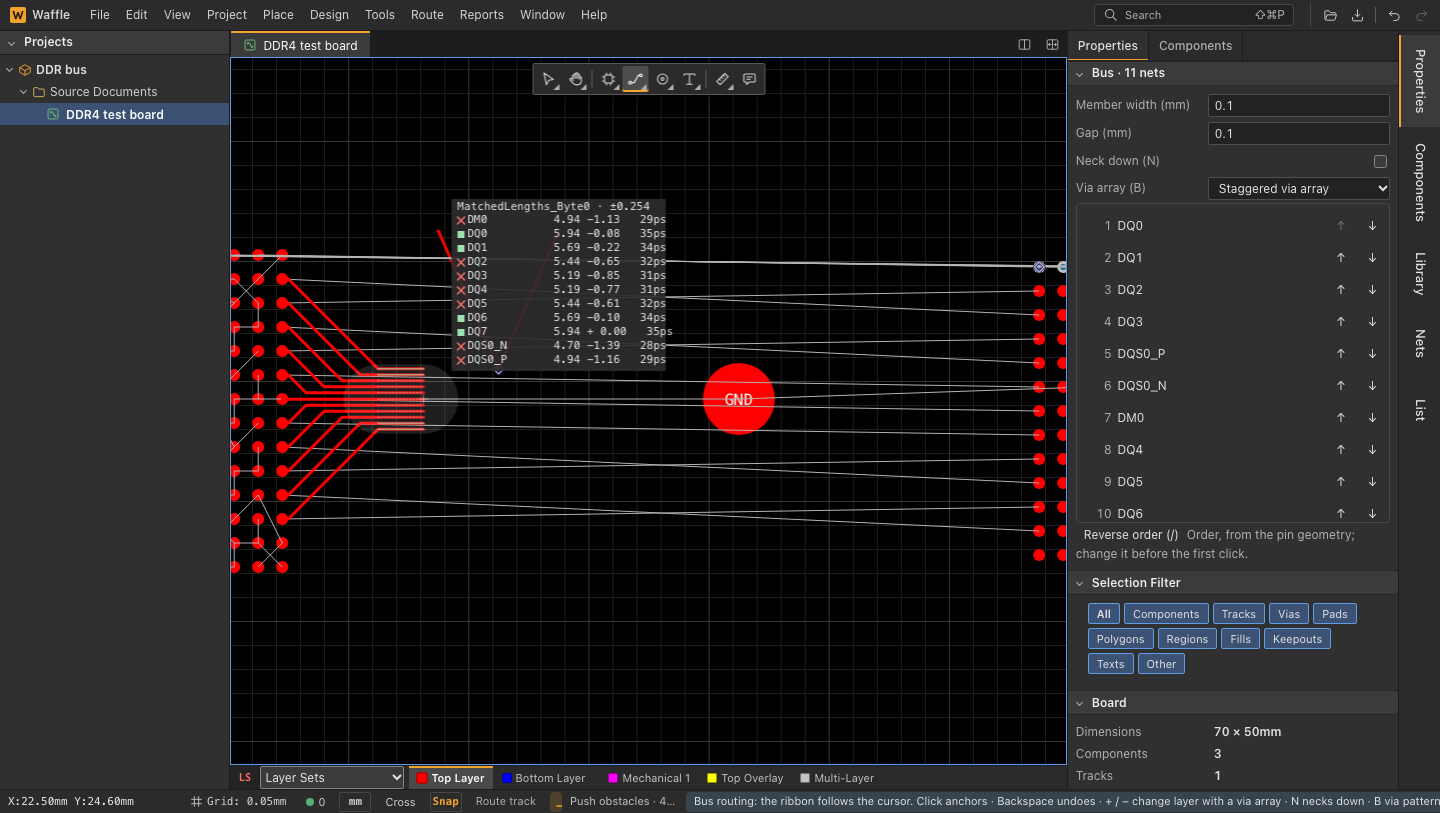 Waffle File Edit View Project Place Design Tools Route Reports Window Help Search ⇧⌘P
Projects
DDR bus
Source Documents
DDR4 test board
DDR4 test board
MatchedLengths_Byte0 · ±0.254
DM0 4.94 −1.13 29ps
DQ0 5.94 −0.08 35ps
DQ1 5.69 −0.22 34ps
DQ2 5.44 −0.65 32ps
DQ3 5.19 −0.85 31ps
DQ4 5.19 −0.77 31ps
DQ5 5.44 −0.61 32ps
DQ6 5.69 −0.10 34ps
DQ7 5.94 + 0.00 35ps
DQS0_N 4.70 −1.39 28ps
DQS0_P 4.94 −1.16 29ps
GND
Properties Components
Bus · 11 nets
Member width (mm) 0.1
Gap (mm) 0.1
Neck down (N)
Via array (B) Staggered via array
1 DQ0 ↑ ↓
2 DQ1 ↑ ↓
3 DQ2 ↑ ↓
4 DQ3 ↑ ↓
5 DQS0_P ↑ ↓
6 DQS0_N ↑ ↓
7 DM0 ↑ ↓
8 DQ4 ↑ ↓
9 DQ5 ↑ ↓
10 DQ6 ↑ ↓
Reverse order (/) Order, from the pin geometry;
change it before the first click.
Selection Filter
All Components Tracks Vias Pads
Polygons Regions Fills Keepouts
Texts Other
Board
Dimensions 70 × 50mm
Components 3
Tracks 1
Properties
Components
Library
Nets
List
LS Layer Sets Top Layer Bottom Layer Mechanical 1 Top Overlay Multi-Layer
X:22.50mm Y:24.60mm Grid: 0.05mm 0 mm Cross Snap Route track _ Push obstacles · 4... Bus routing: the ribbon follows the cursor. Click anchors · Backspace undoes · + / − change layer with a via array · N necks down · B via pattern